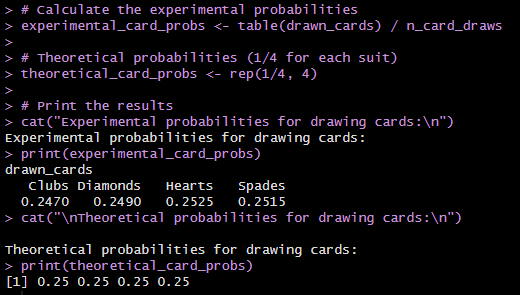 > # Calculate the experimental probabilities
> experimental_card_probs <- table(drawn_cards) / n_card_draws
>
> # Theoretical probabilities (1/4 for each suit)
> theoretical_card_probs <- rep(1/4, 4)
>
> # Print the results
> cat("Experimental probabilities for drawing cards:\n")
Experimental probabilities for drawing cards:
> print(experimental_card_probs)
drawn_cards
   Clubs Diamonds   Hearts   Spades
  0.2470   0.2490   0.2525   0.2515
> cat("\nTheoretical probabilities for drawing cards:\n")

Theoretical probabilities for drawing cards:
> print(theoretical_card_probs)
[1] 0.25 0.25 0.25 0.25